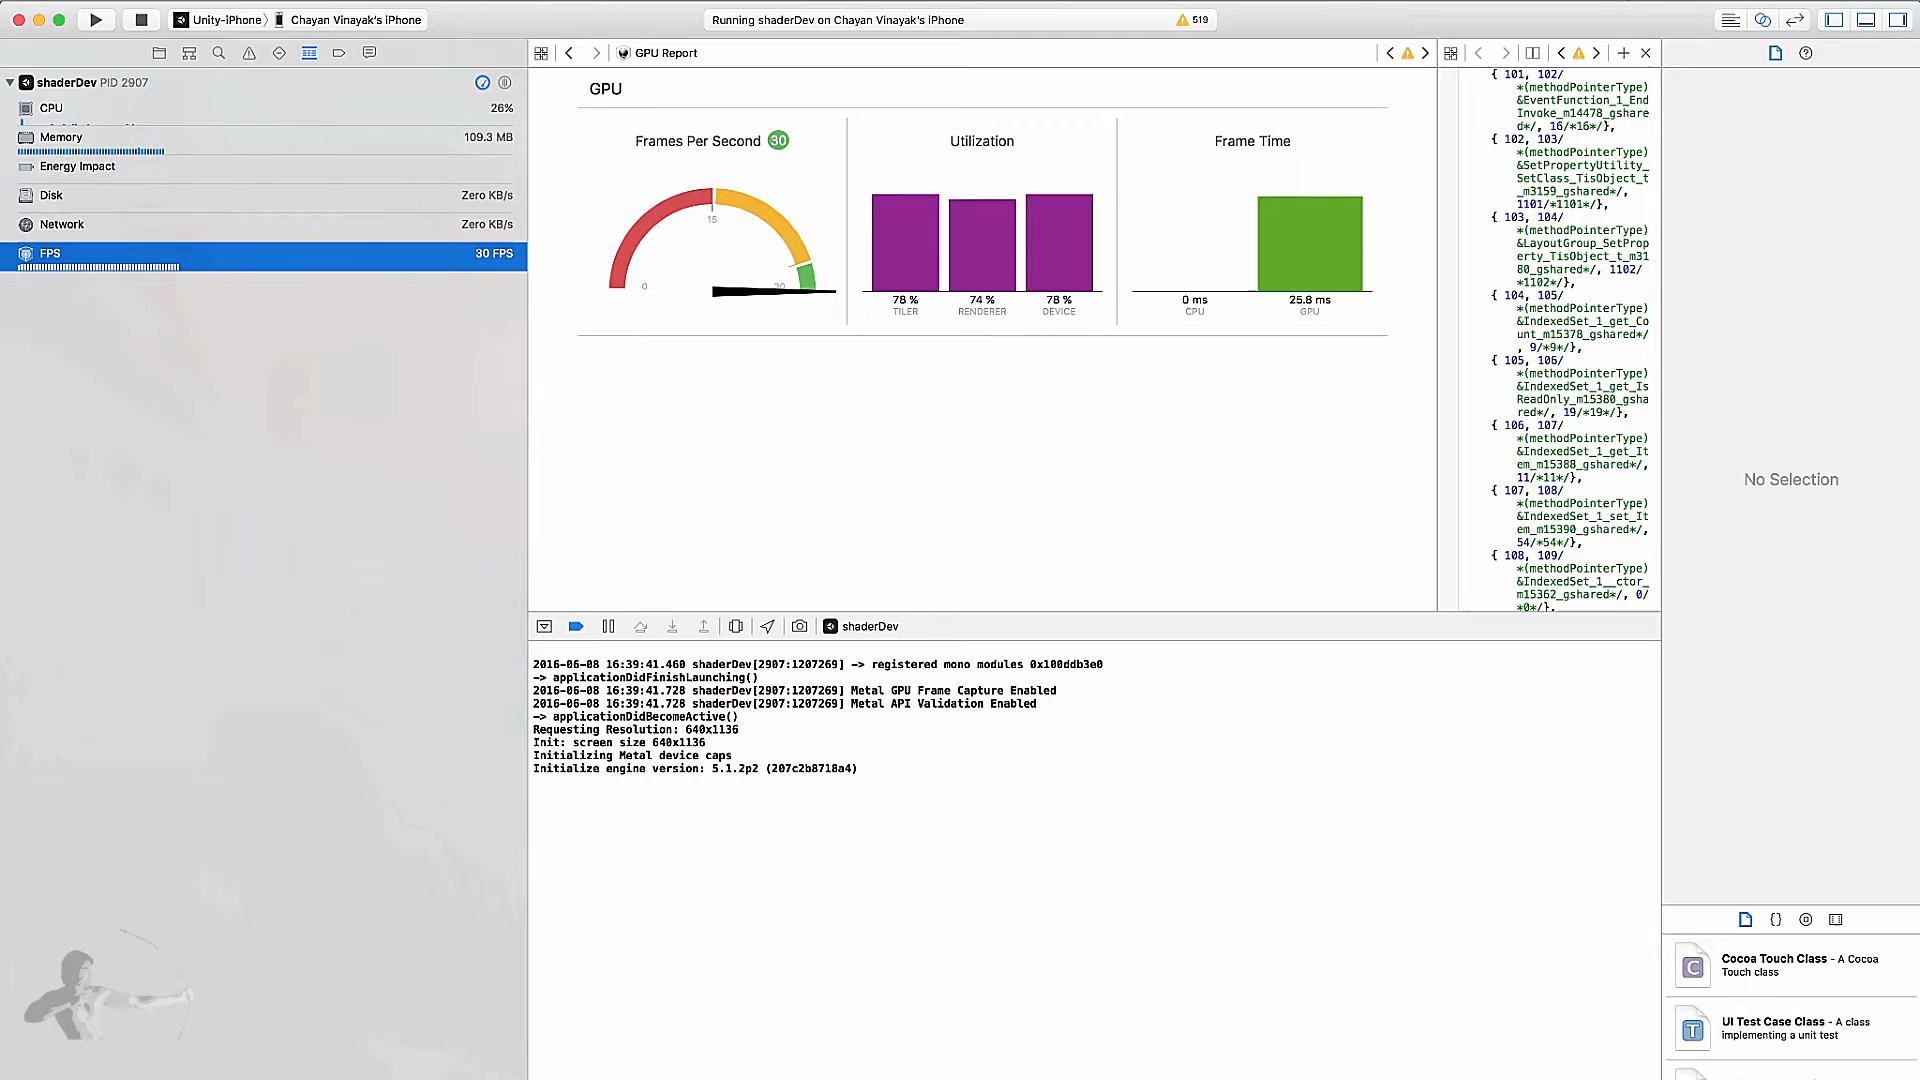 Unity-iPhone
Chayan Vinayak's iPhone
Running shaderDev on Chayan Vinayak's iPhone
519
GPU Report
shaderDev PID 2907
CPU 26%
Memory 109.3 MB
Energy Impact
Disk Zero KB/s
Network Zero KB/s
FPS 30 FPS
GPU
Frames Per Second 30
0 15 30
Utilization
78 % 74 % 78 %
TILER RENDERER DEVICE
Frame Time
0 ms 25.8 ms
CPU GPU
{ 101, 102/
*(methodPointerType)
&EventFunction_1_End
Invoke_m14478_gshare
d*/, 16/*16*/},
{ 102, 103/
*(methodPointerType)
&SetPropertyUtility_
SetClass_TisObject_t
_m3159_gshared*/,
1101/*1101*/},
{ 103, 104/
*(methodPointerType)
&LayoutGroup_SetProp
erty_TisObject_t_m31
80_gshared*/, 1102/
*1102*/},
{ 104, 105/
*(methodPointerType)
&IndexedSet_1_get_Co
unt_m15378_gshared*/
, 9/*9*/},
{ 105, 106/
*(methodPointerType)
&IndexedSet_1_get_Is
ReadOnly_m15380_gsha
red*/, 19/*19*/},
{ 106, 107/
*(methodPointerType)
&IndexedSet_1_get_It
em_m15388_gshared*/,
11/*11*/},
{ 107, 108/
*(methodPointerType)
&IndexedSet_1_set_It
em_m15390_gshared*/,
54/*54*/},
{ 108, 109/
*(methodPointerType)
&IndexedSet_1__ctor_
m15362_gshared*/, 0/
*0*/},
No Selection
shaderDev
2016-06-08 16:39:41.460 shaderDev[2907:1207269] -> registered mono modules 0x100ddb3e0
-> applicationDidFinishLaunching()
2016-06-08 16:39:41.728 shaderDev[2907:1207269] Metal GPU Frame Capture Enabled
2016-06-08 16:39:41.728 shaderDev[2907:1207269] Metal API Validation Enabled
-> applicationDidBecomeActive()
Requesting Resolution: 640x1136
Init: screen size 640x1136
Initializing Metal device caps
Initialize engine version: 5.1.2p2 (207c2b8718a4)
{}
C
Cocoa Touch Class - A Cocoa
Touch class
T
UI Test Case Class - A class
implementing a unit test